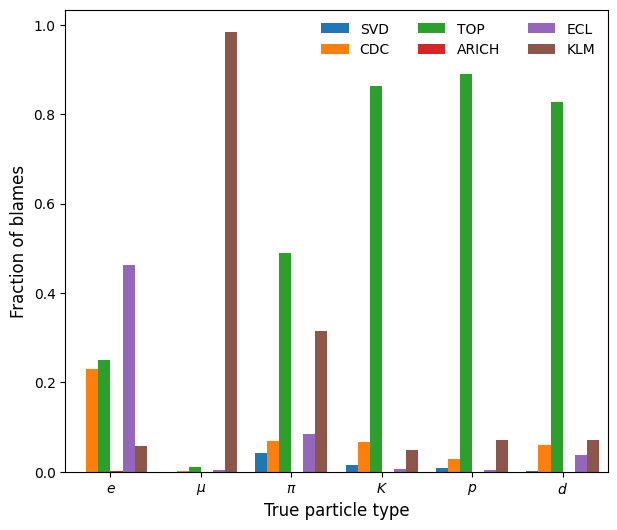 SVD
CDC
TOP
ARICH
ECL
KLM
Fraction of blames
1.0
0.8
0.6
0.4
0.2
0.0
e
μ
π
K
p
d
True particle type